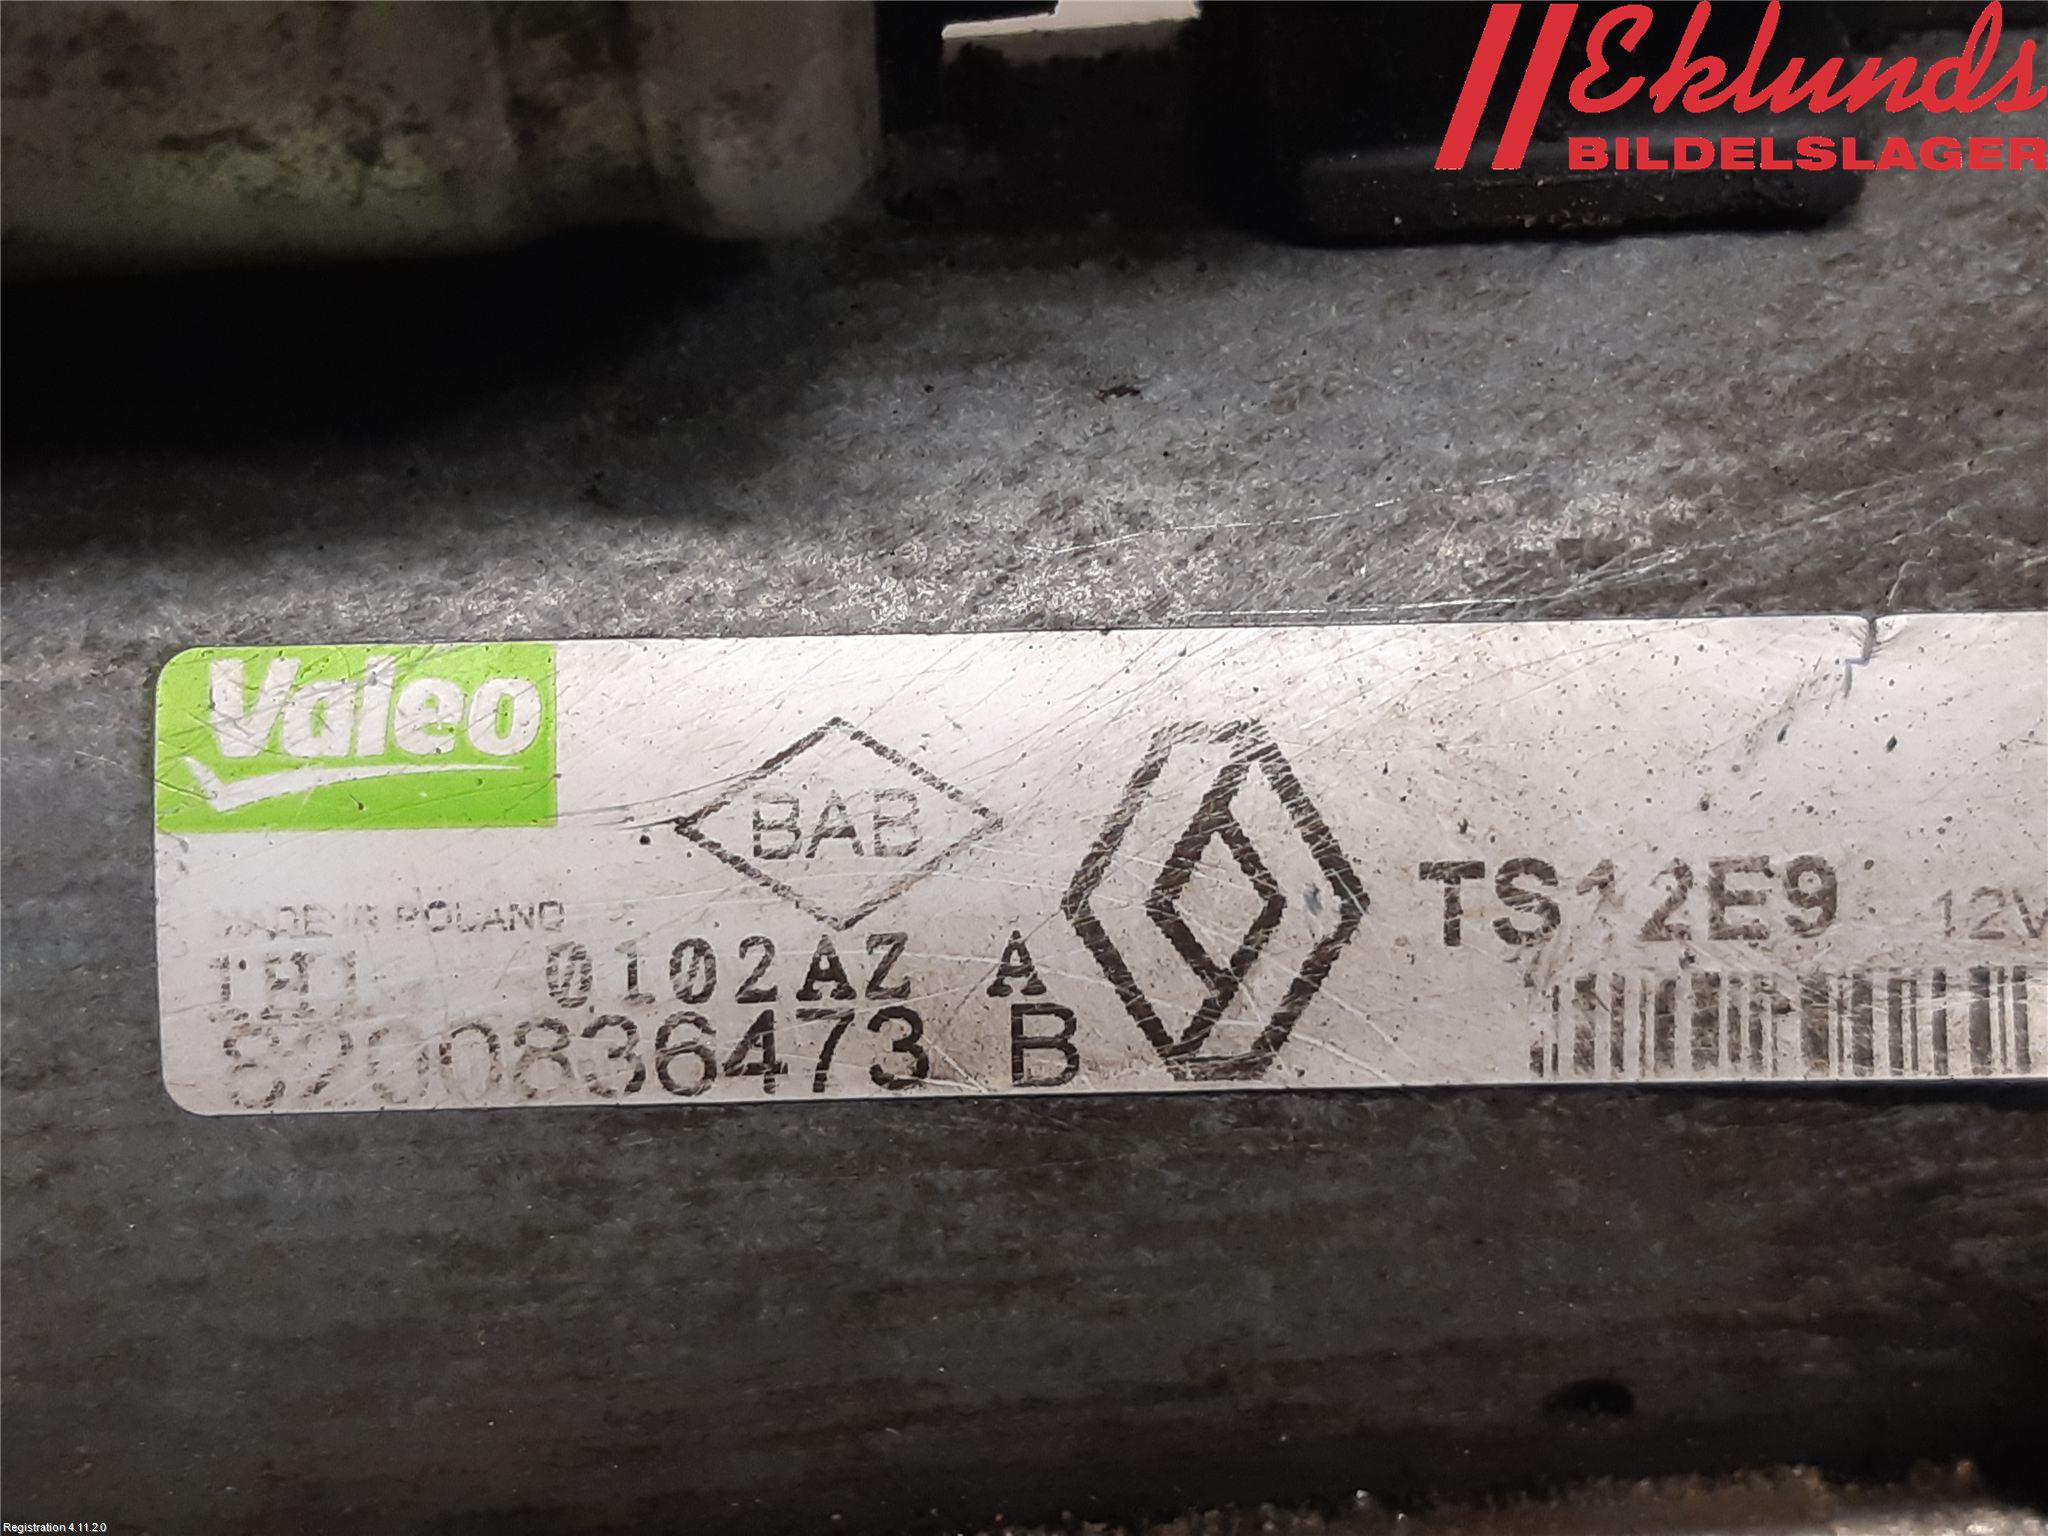 Eklunds
BILDELSLAGER
Valeo
BAB
TS12E9
12V
MADE IN POLAND
0102AZ A
8200836473 B
Registration 4.11.2.0